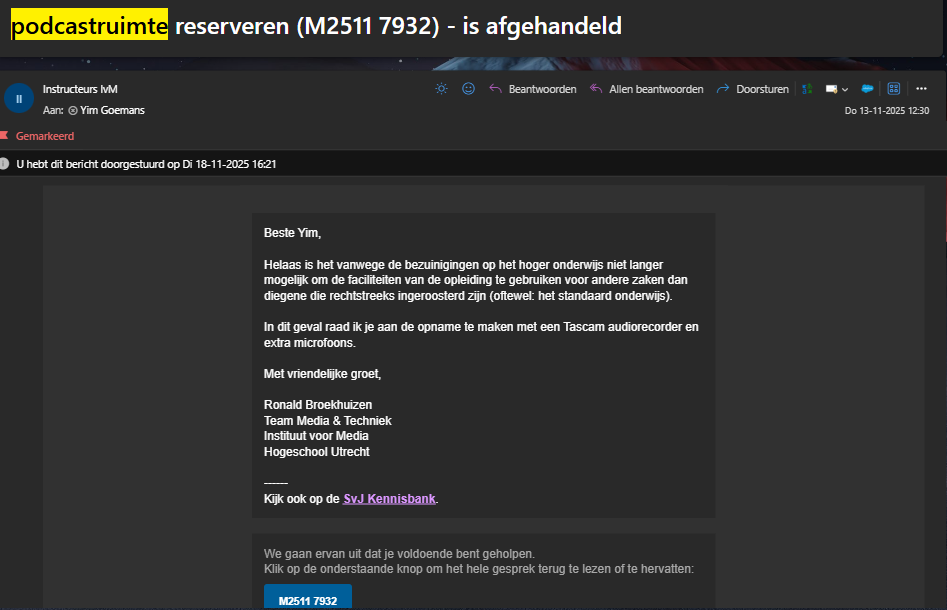 podcastruimte reserveren (M2511 7932) - is afgehandeld
Instructeurs IvM
II
Aan: Yim Goemans
Beantwoorden
Allen beantwoorden
Doorsturen
Do 13-11-2025 12:30
Gemarkeerd
U hebt dit bericht doorgestuurd op Di 18-11-2025 16:21
Beste Yim,
Helaas is het vanwege de bezuinigingen op het hoger onderwijs niet langer
mogelijk om de faciliteiten van de opleiding te gebruiken voor andere zaken dan
diegene die rechtstreeks ingeroosterd zijn (oftewel: het standaard onderwijs).
In dit geval raad ik je aan de opname te maken met een Tascam audiorecorder en
extra microfoons.
Met vriendelijke groet,
Ronald Broekhuizen
Team Media & Techniek
Instituut voor Media
Hogeschool Utrecht
------
Kijk ook op de SvJ Kennisbank.
We gaan ervan uit dat je voldoende bent geholpen.
Klik op de onderstaande knop om het hele gesprek terug te lezen of te hervatten:
M2511 7932